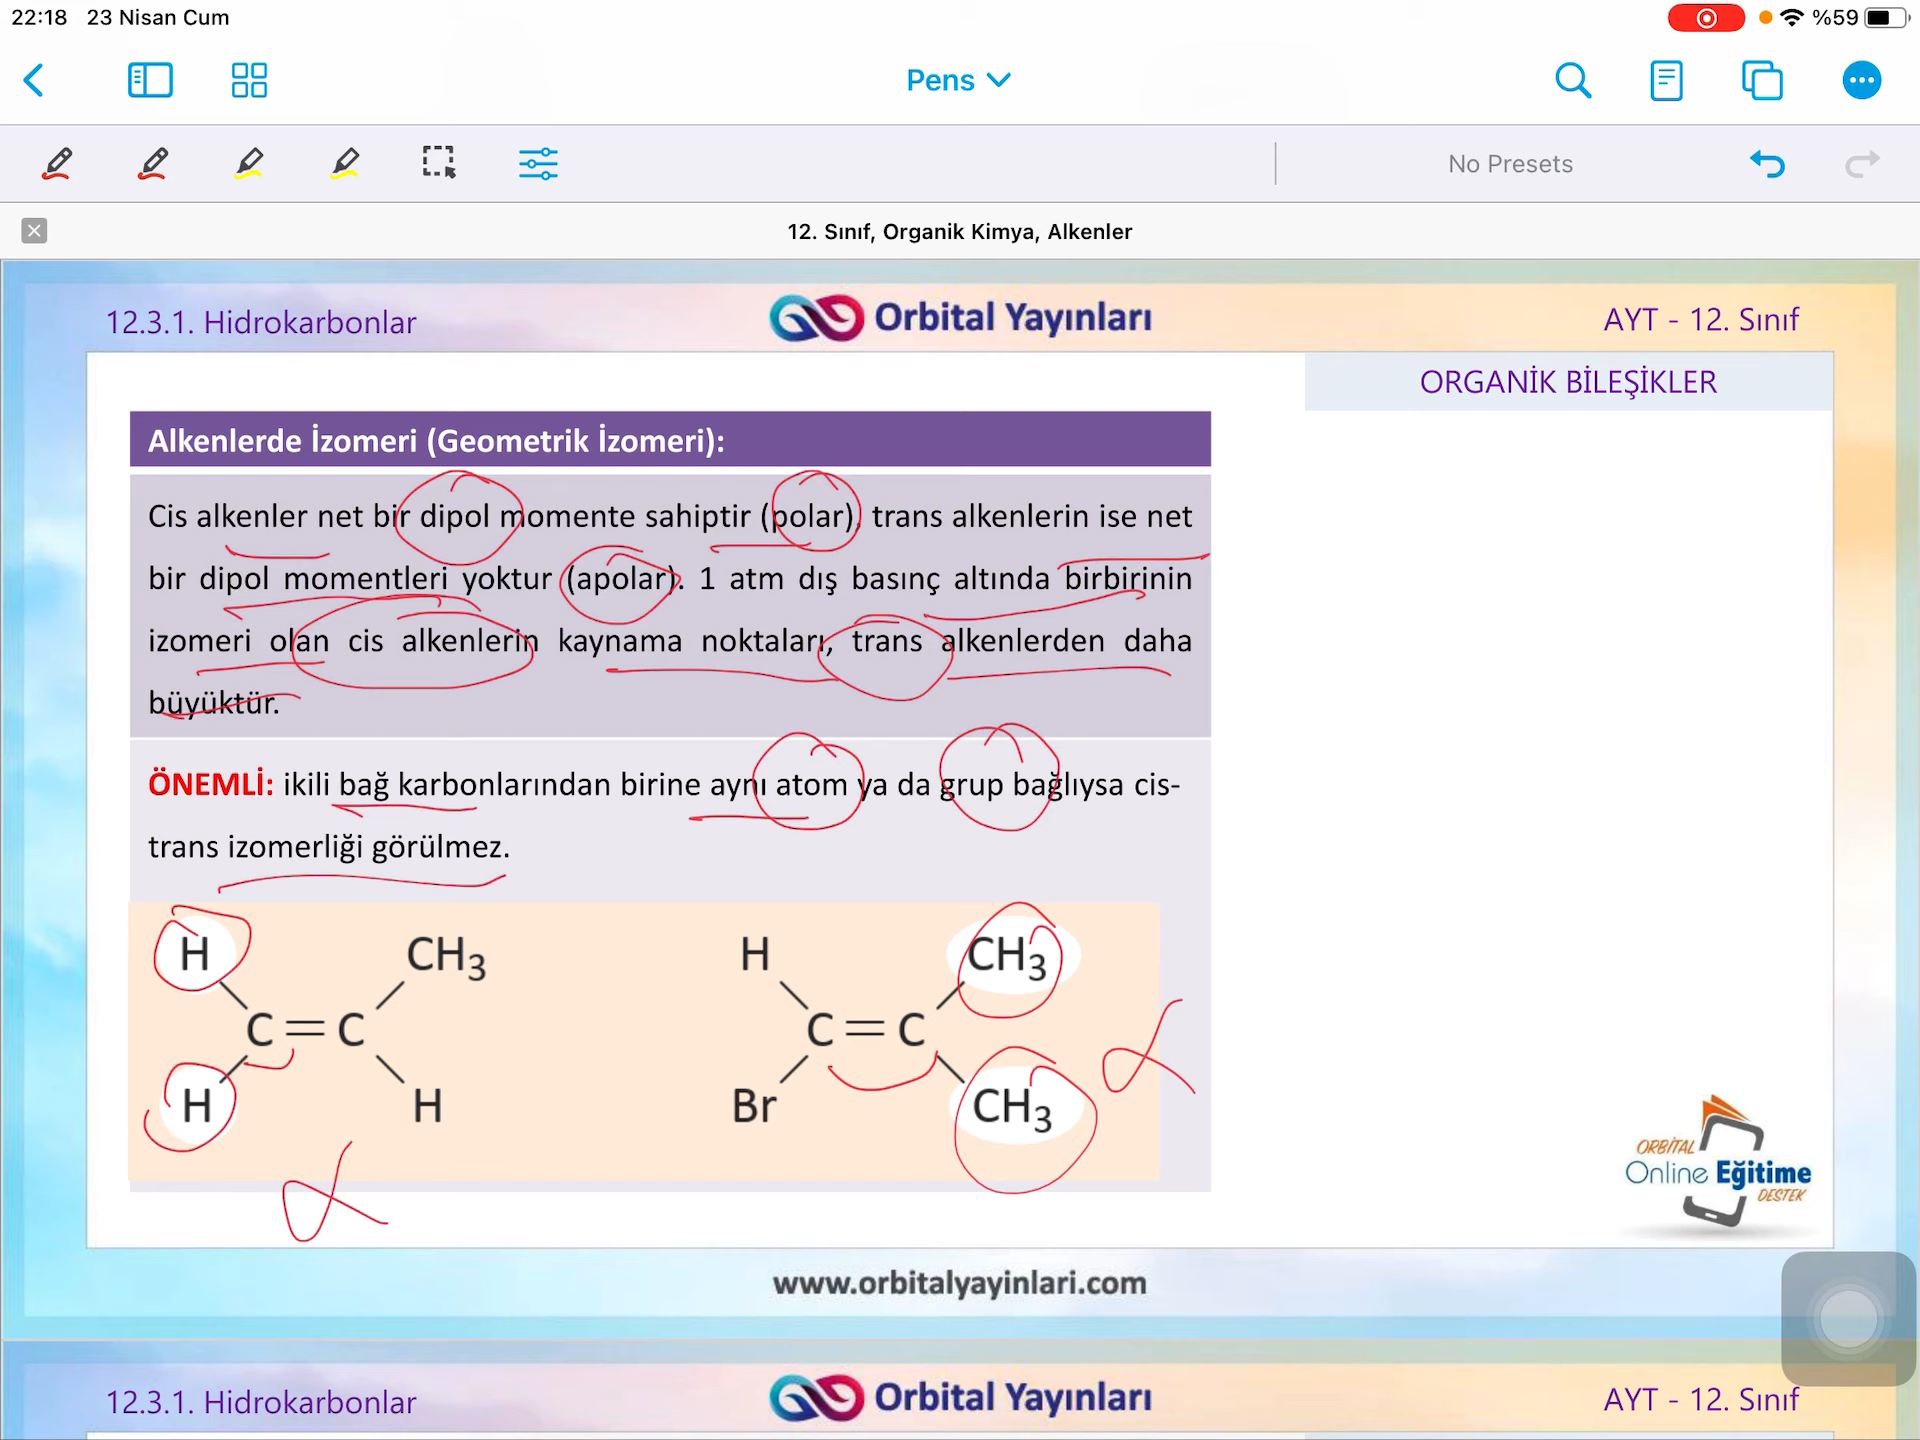 22:18 23 Nisan Cum
%59
Pens
No Presets
12. Sınıf, Organik Kimya, Alkenler
12.3.1. Hidrokarbonlar
Orbital Yayınları
AYT - 12. Sınıf
ORGANİK BİLEŞİKLER
Alkenlerde İzomeri (Geometrik İzomeri):
Cis alkenler net bir dipol momente sahiptir (polar), trans alkenlerin ise net
bir dipol momentleri yoktur (apolar). 1 atm dış basınç altında birbirinin
izomeri olan cis alkenlerin kaynama noktaları, trans alkenlerden daha
büyüktür.
ÖNEMLİ: ikili bağ karbonlarından birine aynı atom ya da grup bağlıysa cis-
trans izomerliği görülmez.
H CH3 H CH3
C=C C=C
H H Br CH3
ORBİTAL
Online Eğitime
DESTEK
www.orbitalyayinlari.com
12.3.1. Hidrokarbonlar
Orbital Yayınları
AYT - 12. Sınıf